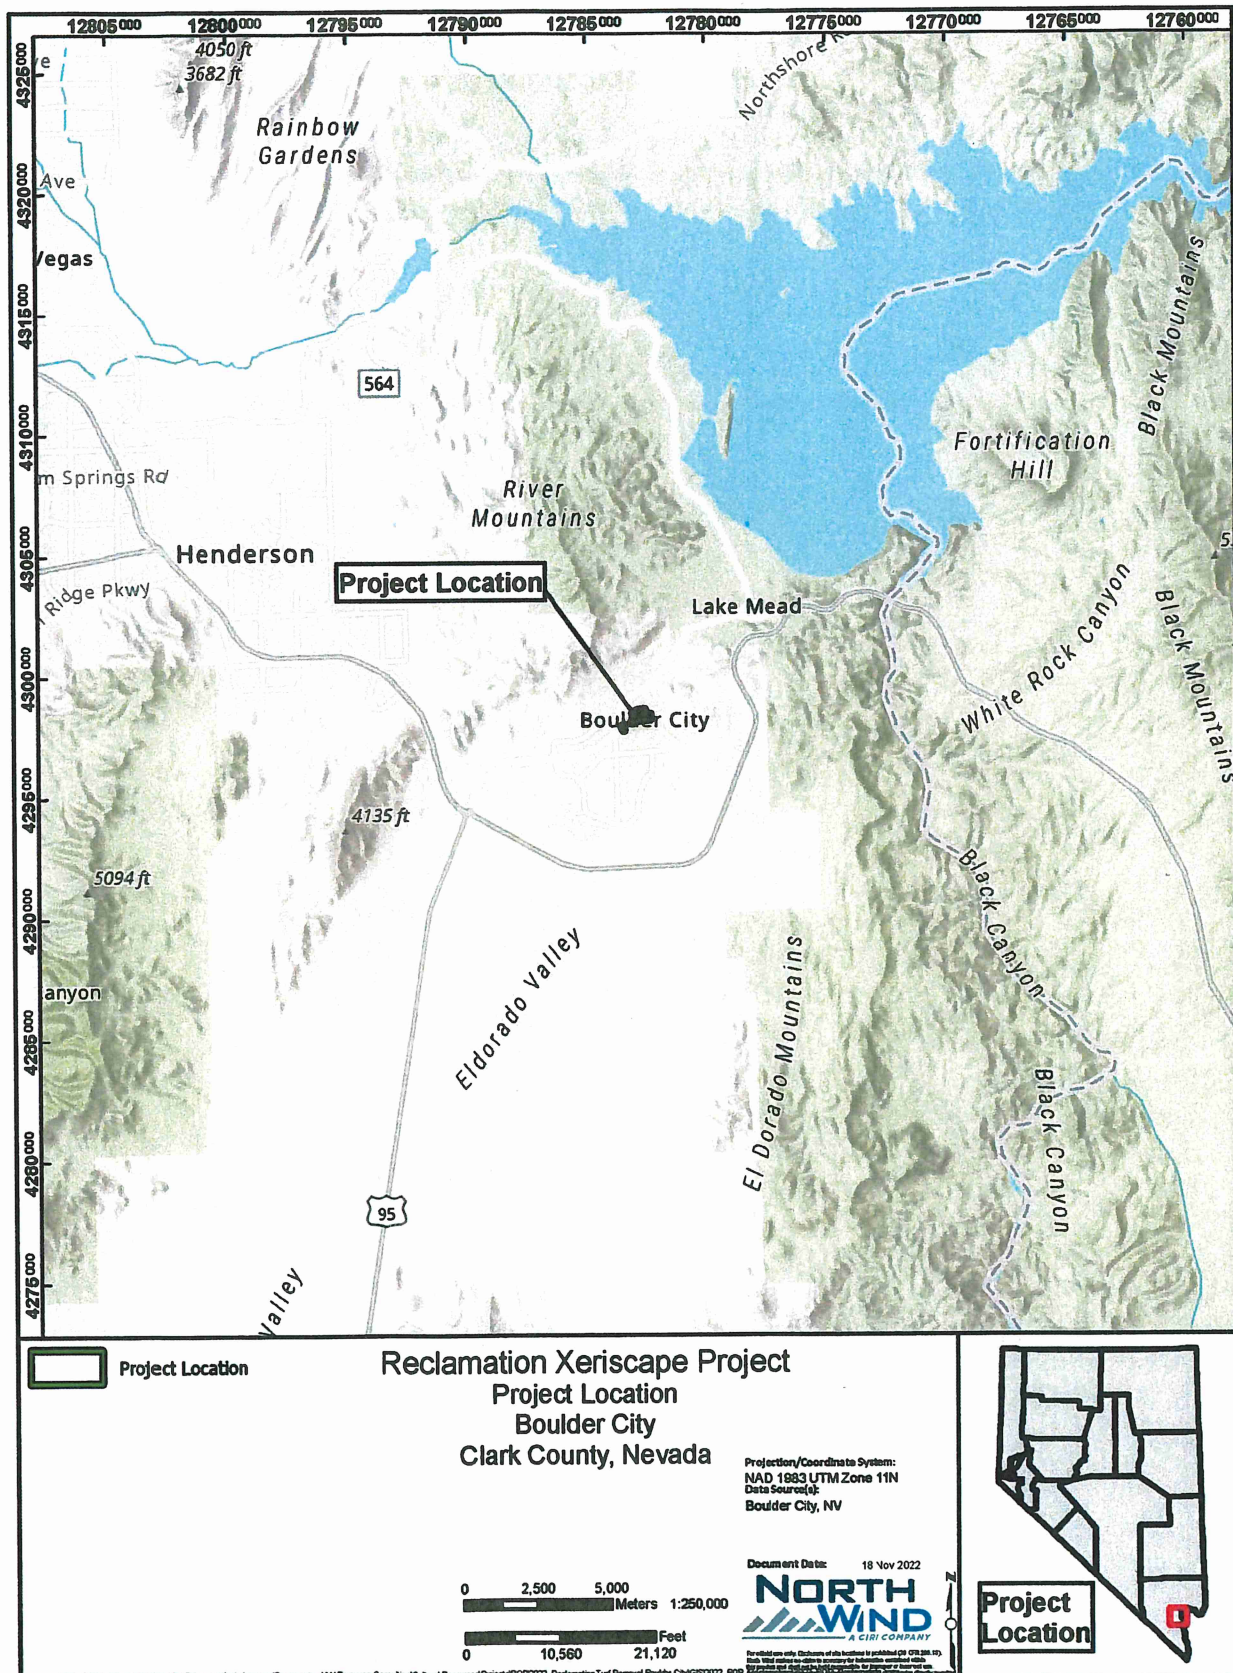 12805000 12800000 12795000 12790000 12785000 12780000 12775000 12770000 12765000 12760000
4325000
4320000
4315000
4310000
4305000
4300000
4295000
4290000
4285000
4280000
4275000
4050 ft
3682 ft
Northshore
Rainbow
Gardens
Ave
Vegas
564
Black Mountains
Fortification
Hill
m Springs Rd
River
Mountains
Henderson
Project Location
Ridge Pkwy
Lake Mead
White Rock Canyon
Black Mountains
Boulder City
4135 ft
5094 ft
Black Canyon
Eldorado Valley
anyon
El Dorado Mountains
Black Canyon
95
Valley
Project Location
Reclamation Xeriscape Project
Project Location
Boulder City
Clark County, Nevada
Projection/Coordinate System:
NAD 1983 UTM Zone 11N
Data Source(s):
Boulder City, NV
Document Date: 18 Nov 2022
0 2,500 5,000
Meters 1:250,000
Feet
0 10,560 21,120
NORTH
WIND
A CIRI COMPANY
N
Project
Location